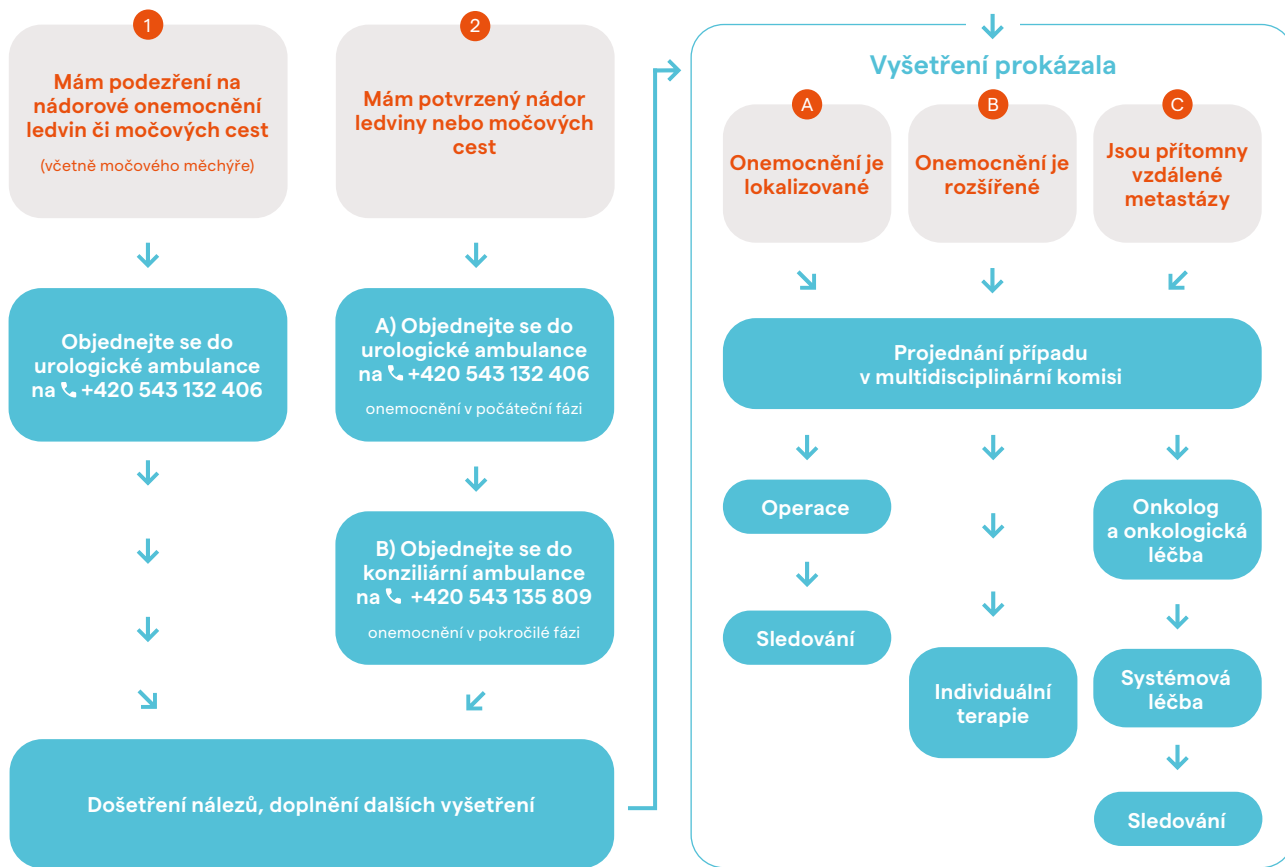 1
Mám podezření na
nádorové onemocnění
ledvin či močových cest
(včetně močového měchýře)
Objednejte se do
urologické ambulance
na +420 543 132 406
2
Mám potvrzený nádor
ledviny nebo močových
cest
A) Objednejte se do
urologické ambulance
na +420 543 132 406
onemocnění v počáteční fázi
B) Objednejte se do
konziliární ambulance
na +420 543 135 809
onemocnění v pokročilé fázi
Došetření nálezů, doplnění dalších vyšetření
Vyšetření prokázala
A
Onemocnění je
lokalizované
B
Onemocnění je
rozšířené
C
Jsou přítomny
vzdálené
metastázy
Projednání případu
v multidisciplinární komisi
Operace
Sledování
Individuální
terapie
Onkolog
a onkologická
léčba
Systémová
léčba
Sledování